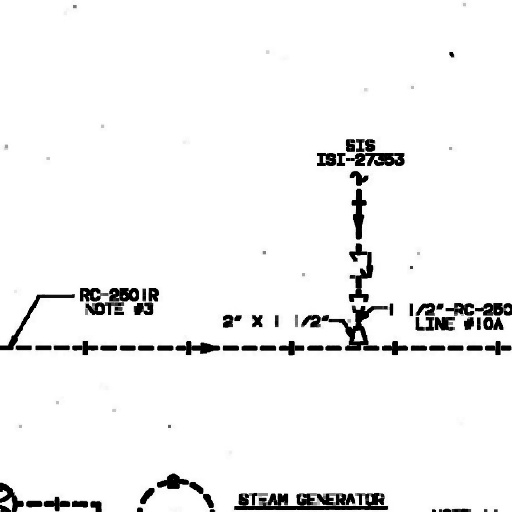 SIS
ISI-27353
RC-2501R
NOTE #3
2" X 1 1/2"
1 1/2"-RC-250
LINE #10A
STEAM GENERATOR